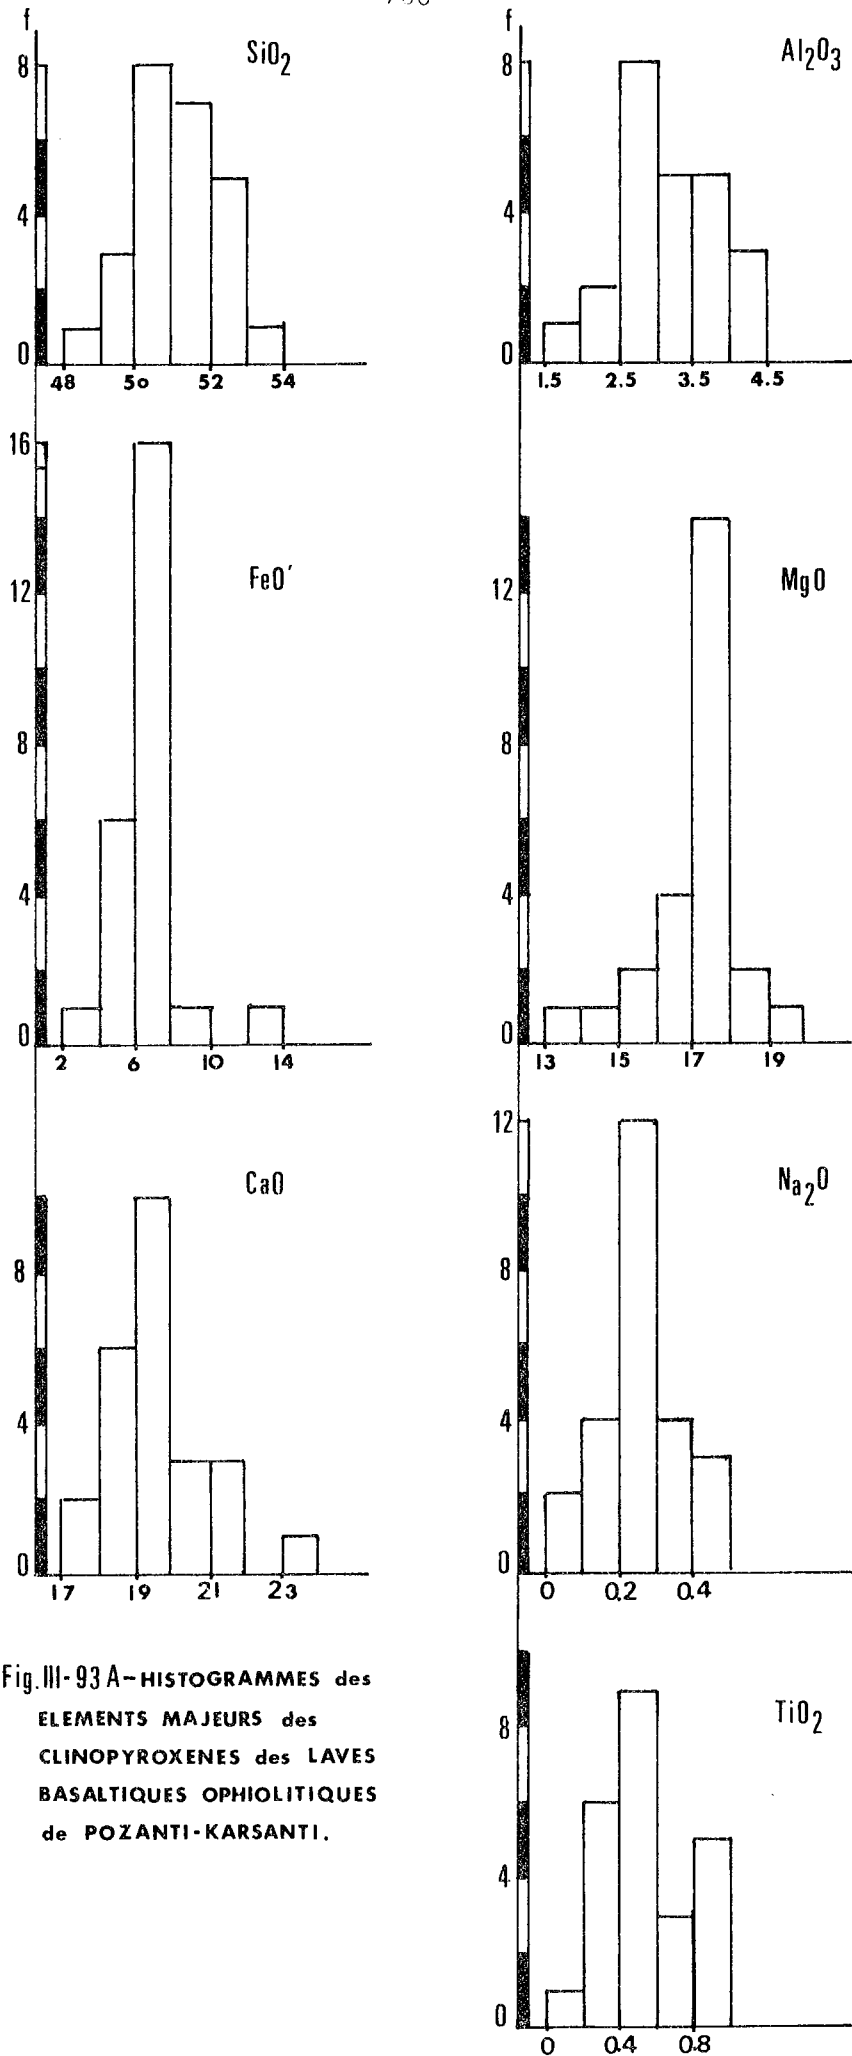 f
SiO2
8
4
0
48 50 52 54
f
Al2O3
8
4
0
1.5 2.5 3.5 4.5
16
FeO'
12
8
4
0
2 6 10 14
MgO
12
8
4
0
13 15 17 19
CaO
8
4
0
17 19 21 23
12
Na2O
8
4
0
0 0.2 0.4
TiO2
8
4
0
0 0.4 0.8
Fig.III-93 A-HISTOGRAMMES des
ELEMENTS MAJEURS des
CLINOPYROXENES des LAVES
BASALTIQUES OPHIOLITIQUES
de POZANTI-KARSANTI.